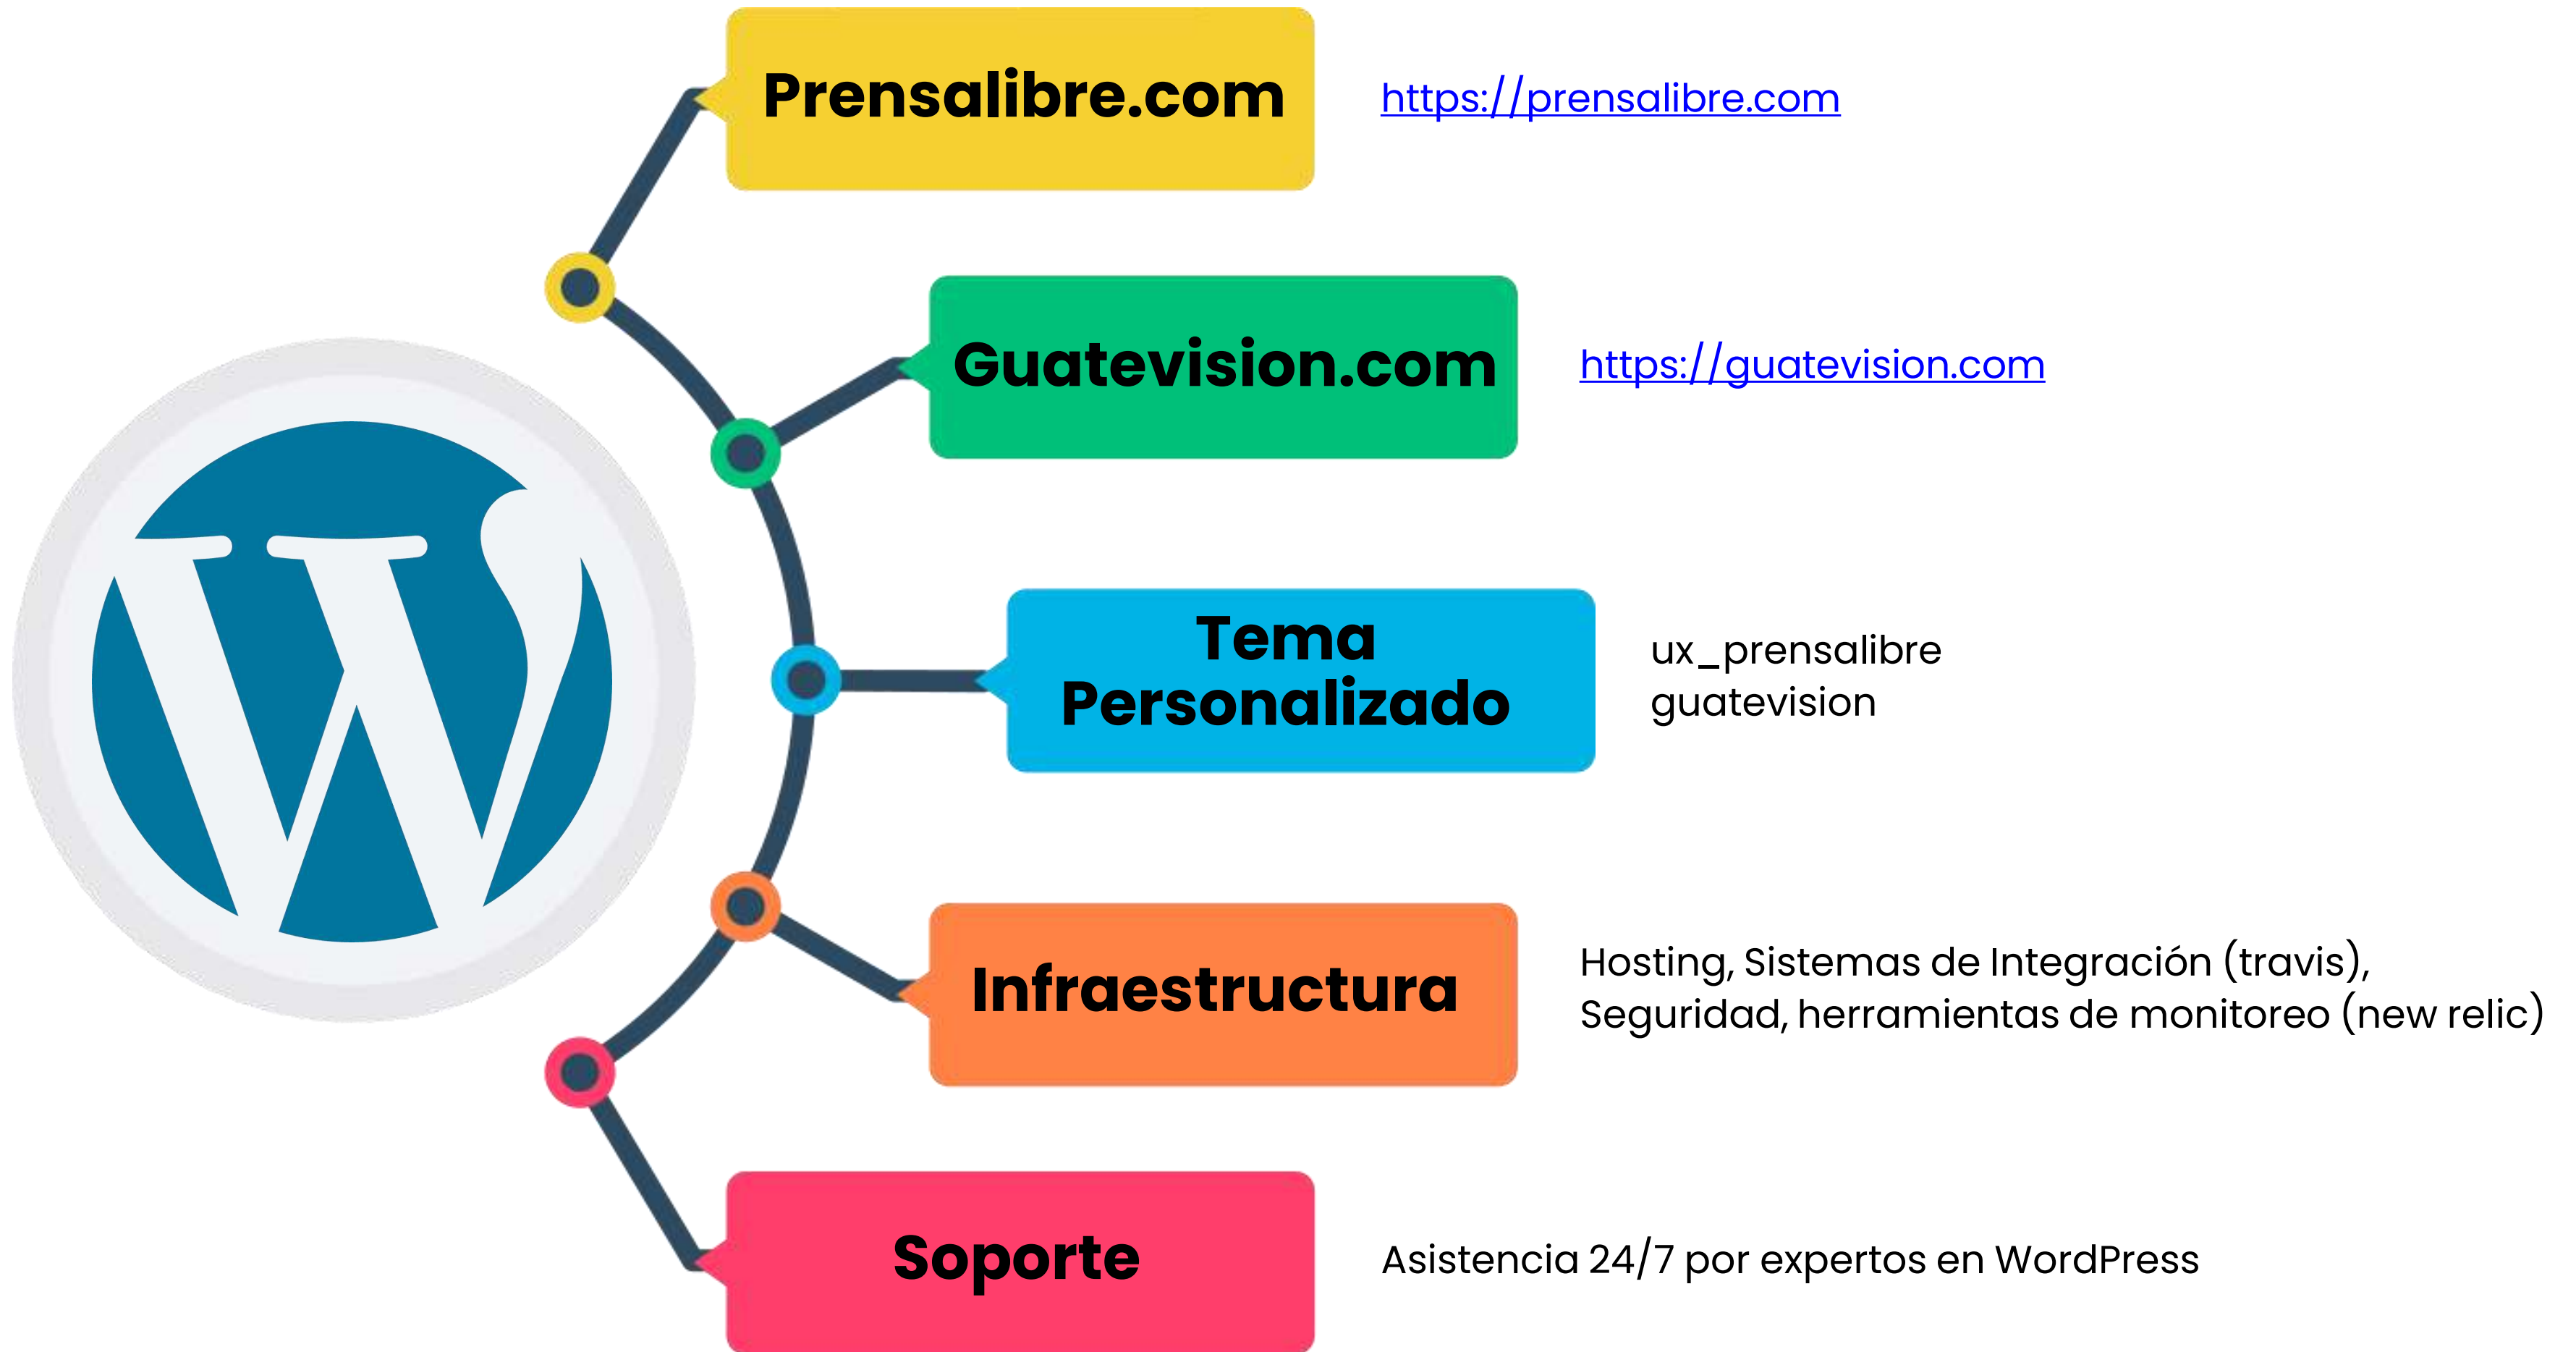 Prensalibre.com
https://prensalibre.com
Guatevision.com
https://guatevision.com
Tema
Personalizado
ux_prensalibre
guatevision
Infraestructura
Hosting, Sistemas de Integración (travis),
Seguridad, herramientas de monitoreo (new relic)
Soporte
Asistencia 24/7 por expertos en WordPress